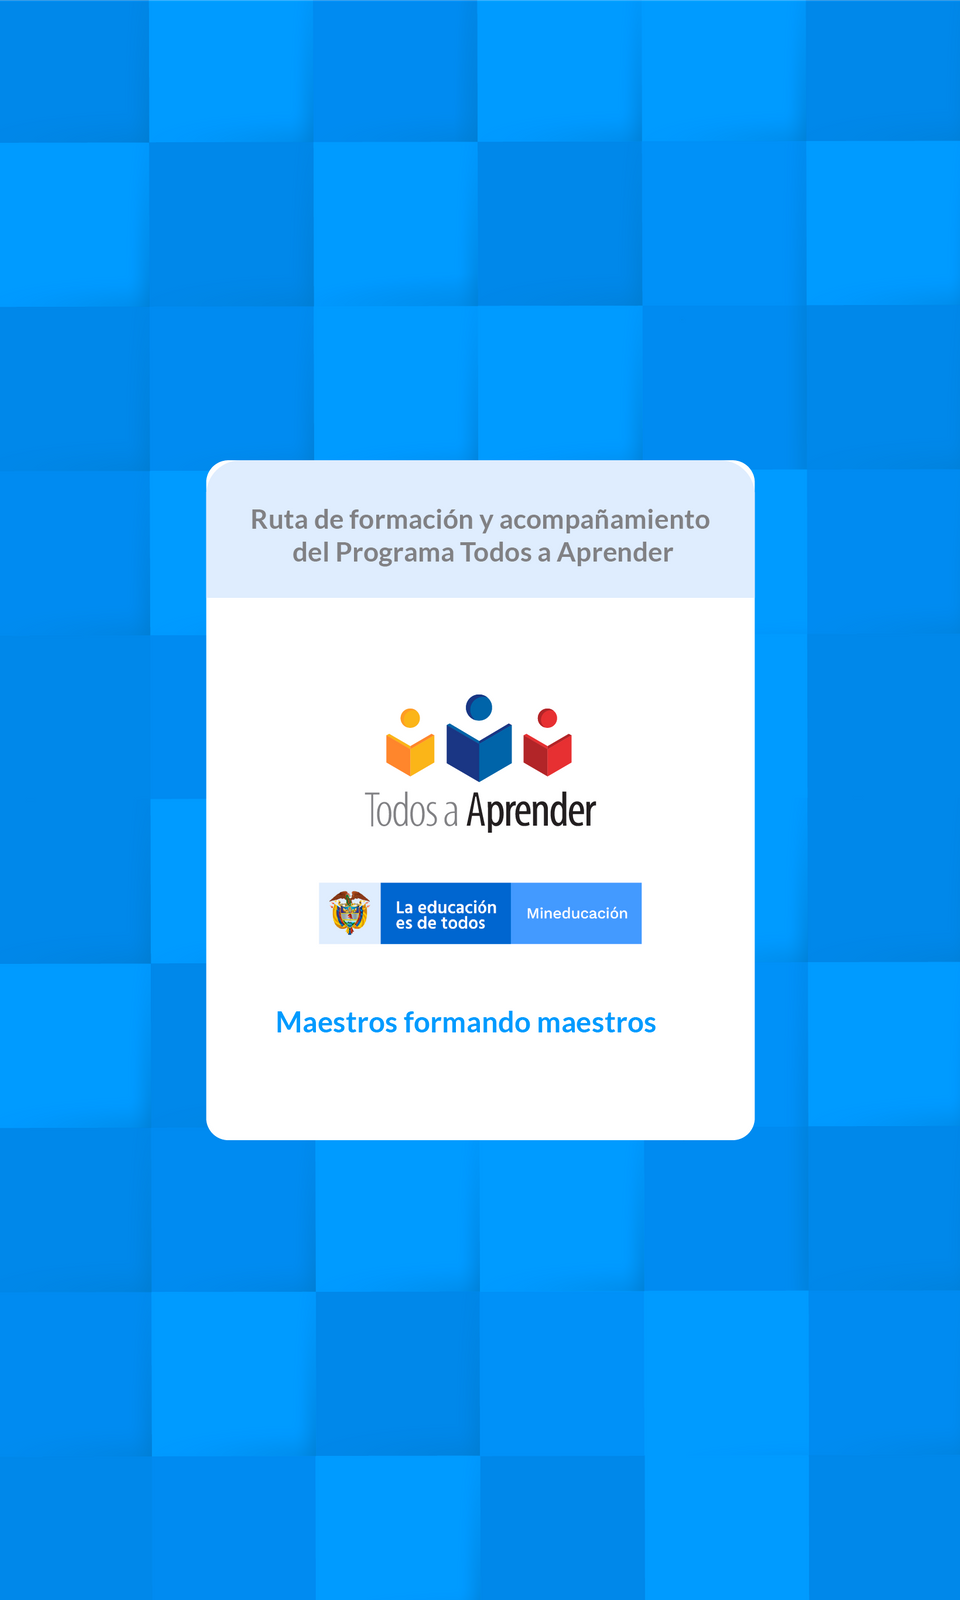 Ruta de formación y acompañamiento
del Programa Todos a Aprender
Todos a Aprender
La educación
es de todos
Mineducación
Maestros formando maestros